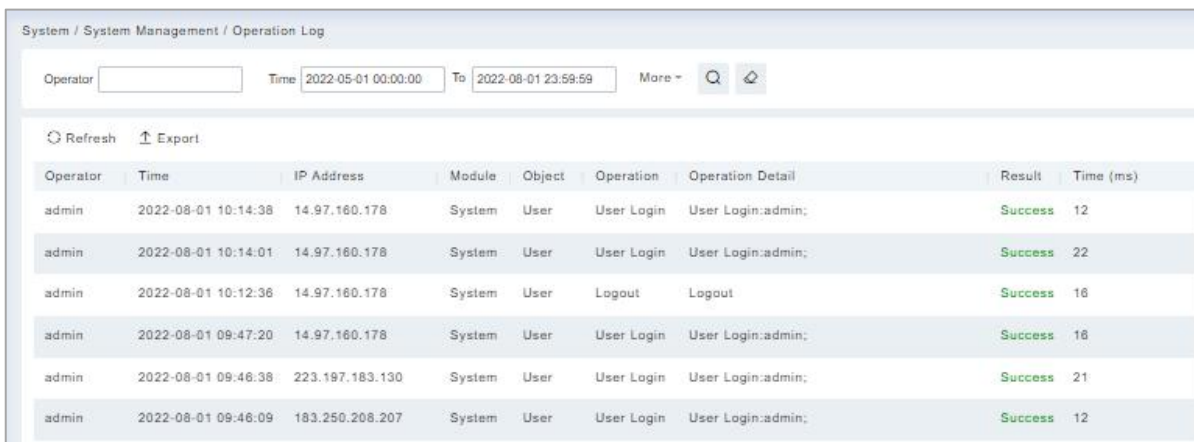 System / System Management / Operation Log
Operator Time 2022-05-01 00:00:00 To 2022-08-01 23:59:59 More
Refresh Export
Operator Time IP Address Module Object Operation Operation Detail Result Time (ms)
admin 2022-08-01 10:14:38 14.97.160.178 System User User Login User Login:admin; Success 12
admin 2022-08-01 10:14:01 14.97.160.178 System User User Login User Login:admin; Success 22
admin 2022-08-01 10:12:36 14.97.160.178 System User Logout Logout Success 16
admin 2022-08-01 09:47:20 14.97.160.178 System User User Login User Login:admin; Success 16
admin 2022-08-01 09:46:38 223.197.183.130 System User User Login User Login:admin; Success 21
admin 2022-08-01 09:46:09 183.250.208.207 System User User Login User Login:admin; Success 12